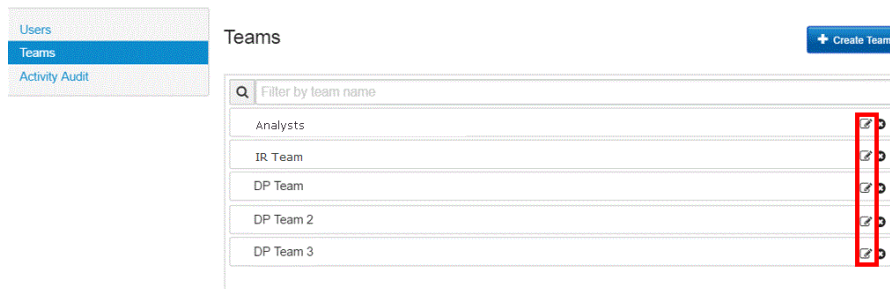 Users
Teams
Activity Audit
Teams
+ Create Team
Filter by team name
Analysts
IR Team
DP Team
DP Team 2
DP Team 3